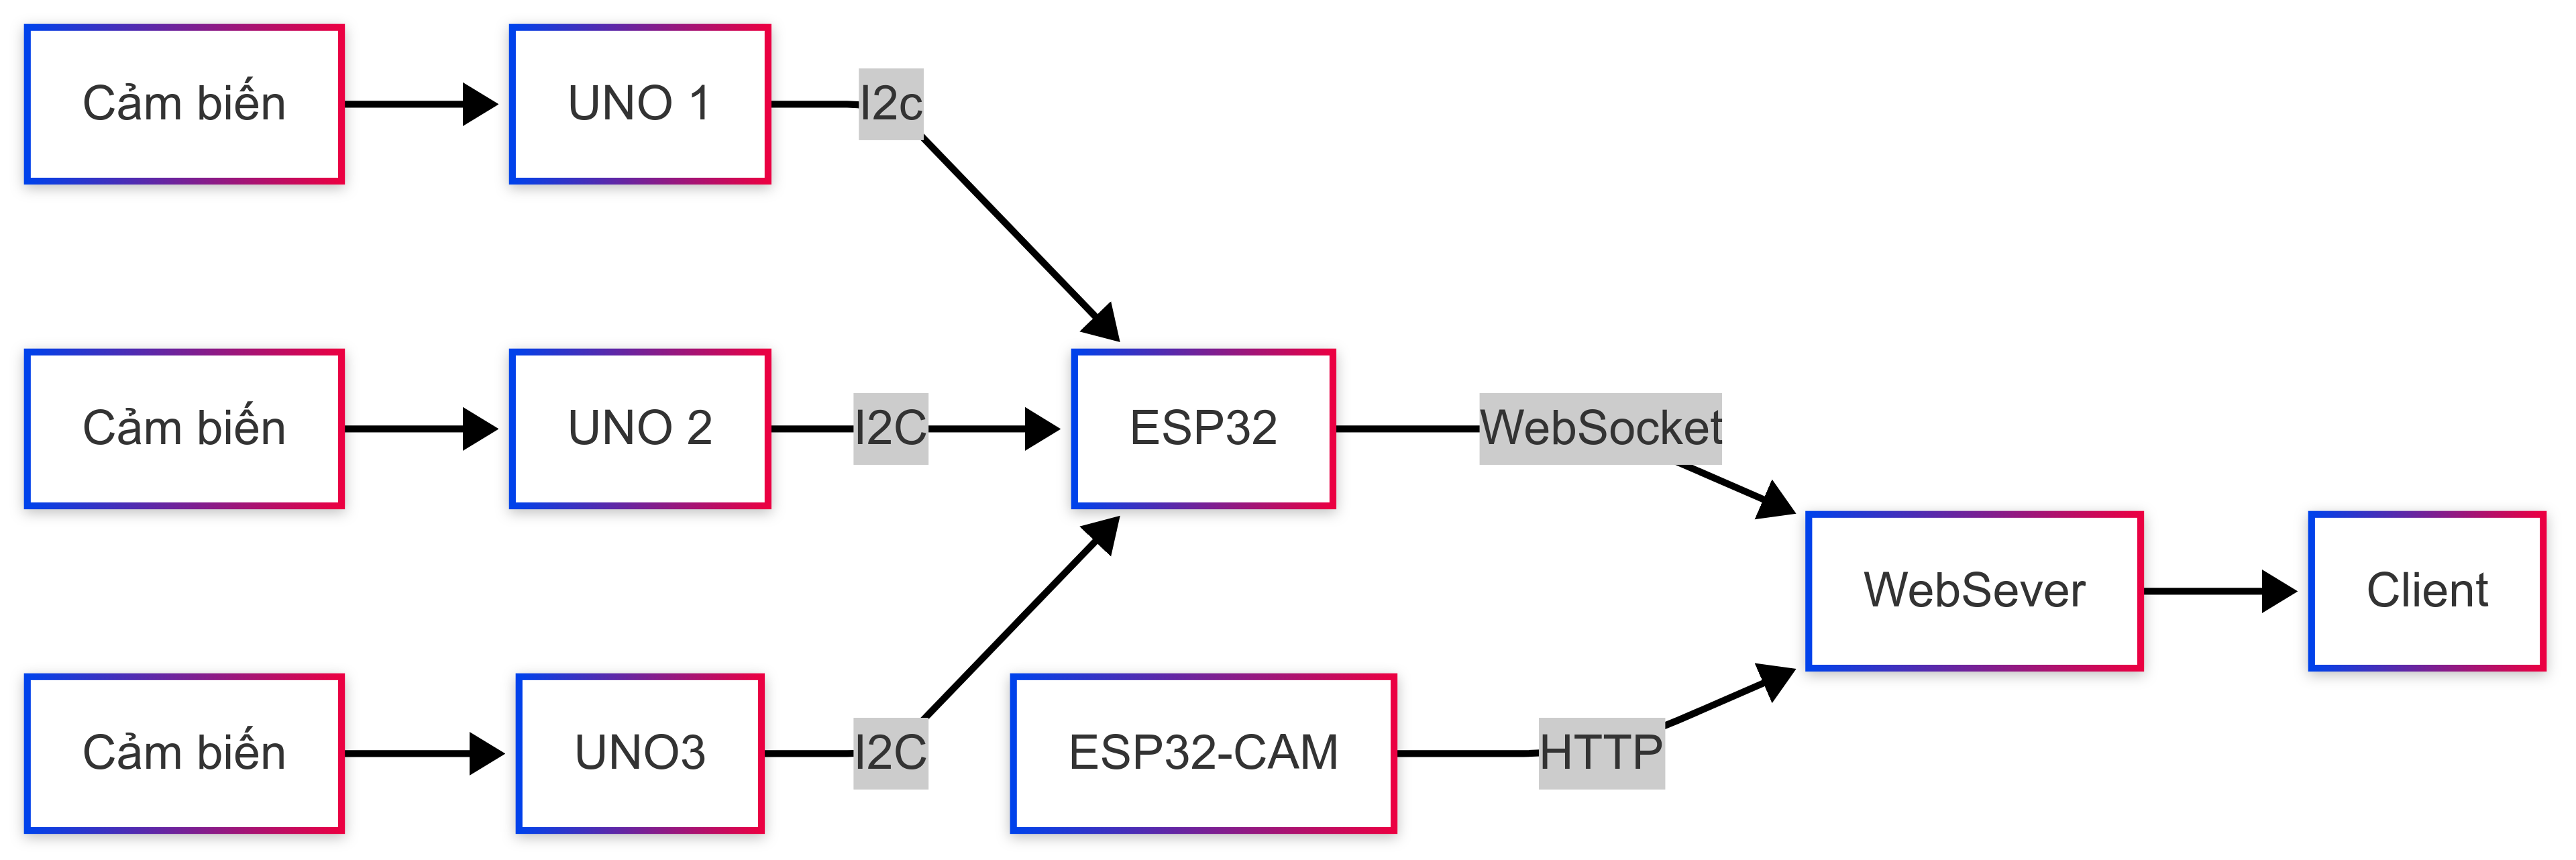 Cảm biến
UNO 1
I2c
Cảm biến
UNO 2
I2C
ESP32
WebSocket
WebSever
Client
Cảm biến
UNO3
I2C
ESP32-CAM
HTTP